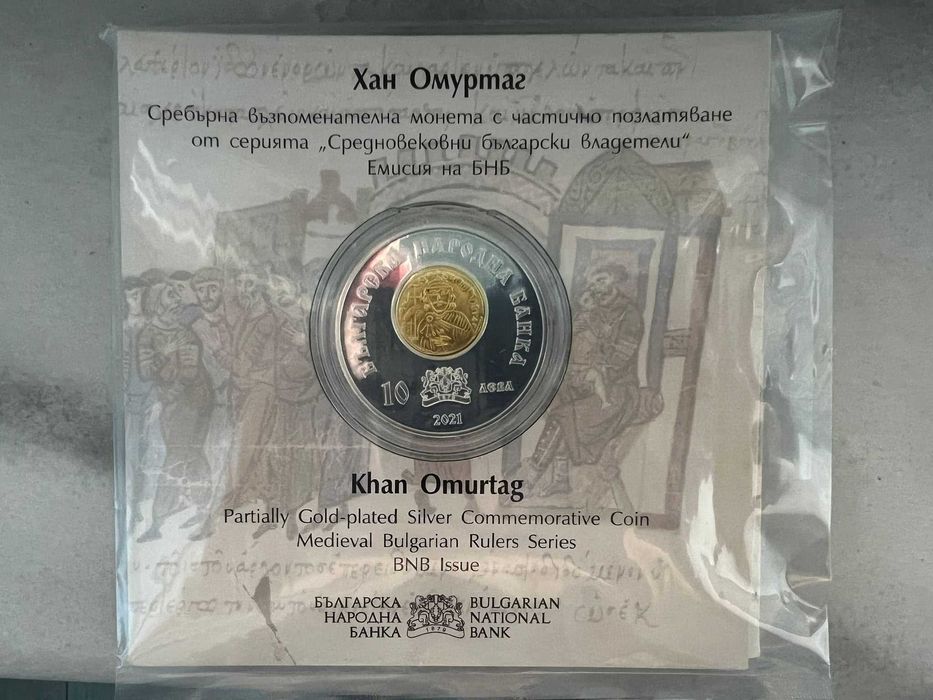 Хан Омуртаг
Сребърна възпоменателна монета с частично позлатяване
от серията „Средновековни български владетели“
Емисия на БНБ
БЪЛГАРСКА НАРОДНА БАНКА
10 ЛЕВА
2021
Khan Omurtag
Partially Gold-plated Silver Commemorative Coin
Medieval Bulgarian Rulers Series
BNB Issue
БЪЛГАРСКА BULGARIAN
НАРОДНА NATIONAL
БАНКА 1879 BANK